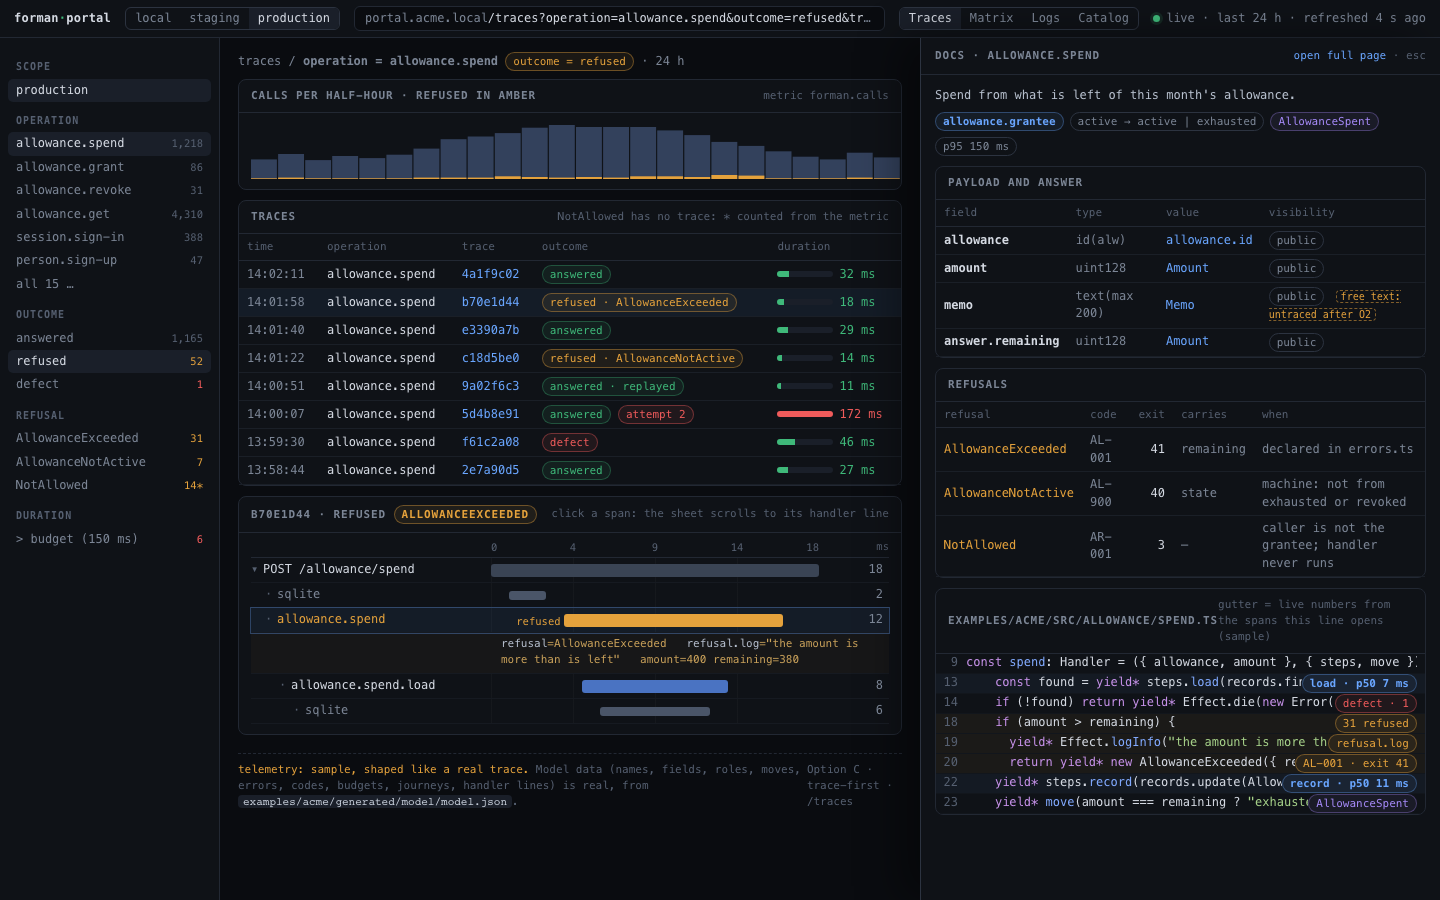 forman·portal
local staging production
portal.acme.local/traces?operation=allowance.spend&outcome=refused&tr…
Traces Matrix Logs Catalog
live · last 24 h · refreshed 4 s ago
SCOPE
production
OPERATION
allowance.spend 1,218
allowance.grant 86
allowance.revoke 31
allowance.get 4,310
session.sign-in 388
person.sign-up 47
all 15 …
OUTCOME
answered 1,165
refused 52
defect 1
REFUSAL
AllowanceExceeded 31
AllowanceNotActive 7
NotAllowed 14*
DURATION
> budget (150 ms) 6
traces / operation = allowance.spend outcome = refused · 24 h
CALLS PER HALF-HOUR · REFUSED IN AMBER metric forman.calls
TRACES NotAllowed has no trace: * counted from the metric
time operation trace outcome duration
14:02:11 allowance.spend 4a1f9c02 answered 32 ms
14:01:58 allowance.spend b70e1d44 refused · AllowanceExceeded 18 ms
14:01:40 allowance.spend e3390a7b answered 29 ms
14:01:22 allowance.spend c18d5be0 refused · AllowanceNotActive 14 ms
14:00:51 allowance.spend 9a02f6c3 answered · replayed 11 ms
14:00:07 allowance.spend 5d4b8e91 answered attempt 2 172 ms
13:59:30 allowance.spend f61c2a08 defect 46 ms
13:58:44 allowance.spend 2e7a90d5 answered 27 ms
B70E1D44 · REFUSED ALLOWANCEEXCEEDED click a span: the sheet scrolls to its handler line
0 4 9 14 18 ms
▾ POST /allowance/spend 18
· sqlite 2
· allowance.spend refused 12
refusal=AllowanceExceeded refusal.log="the amount is
more than is left" amount=400 remaining=380
· allowance.spend.load 8
· sqlite 6
telemetry: sample, shaped like a real trace. Model data (names, fields, roles, moves,
errors, codes, budgets, journeys, handler lines) is real, from
examples/acme/generated/model/model.json.
Option C ·
trace-first ·
/traces
DOCS · ALLOWANCE.SPEND open full page · esc
Spend from what is left of this month's allowance.
allowance.grantee active → active | exhausted AllowanceSpent
p95 150 ms
PAYLOAD AND ANSWER
field type value visibility
allowance id(alw) allowance.id public
amount uint128 Amount public
memo text(max 200) Memo public free text: untraced after O2
answer.remaining uint128 Amount public
REFUSALS
refusal code exit carries when
AllowanceExceeded AL-001 41 remaining declared in errors.ts
AllowanceNotActive AL-900 40 state machine: not from exhausted or revoked
NotAllowed AR-001 3 — caller is not the grantee; handler never runs
EXAMPLES/ACME/SRC/ALLOWANCE/SPEND.TS
gutter = live numbers from
the spans this line opens
(sample)
9 const spend: Handler = ({ allowance, amount }, { steps, move })
13 const found = yield* steps.load(records.fin load · p50 7 ms
14 if (!found) return yield* Effect.die(new Error( defect · 1
18 if (amount > remaining) { 31 refused
19 yield* Effect.logInfo("the amount is more th refusal.log
20 return yield* new AllowanceExceeded({ re AL-001 · exit 41
22 yield* steps.record(records.update(Allow record · p50 11 ms
23 yield* move(amount === remaining ? "exhauste AllowanceSpent